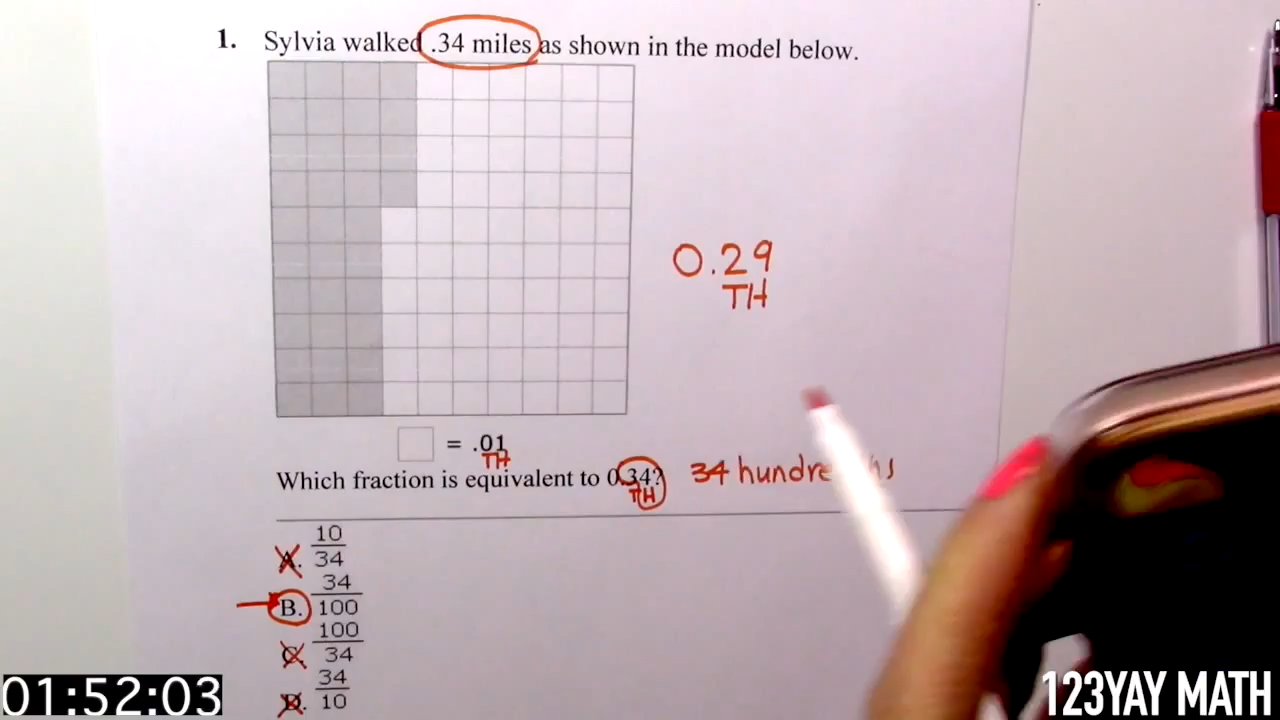 1. Sylvia walked .34 miles as shown in the model below.
0.29
TH
= .01
TH
Which fraction is equivalent to 0.34? 34
TH
A. 10/34
B. 34/100
C. 100/34
D. 34/10
01:52:03
123YAY MATH